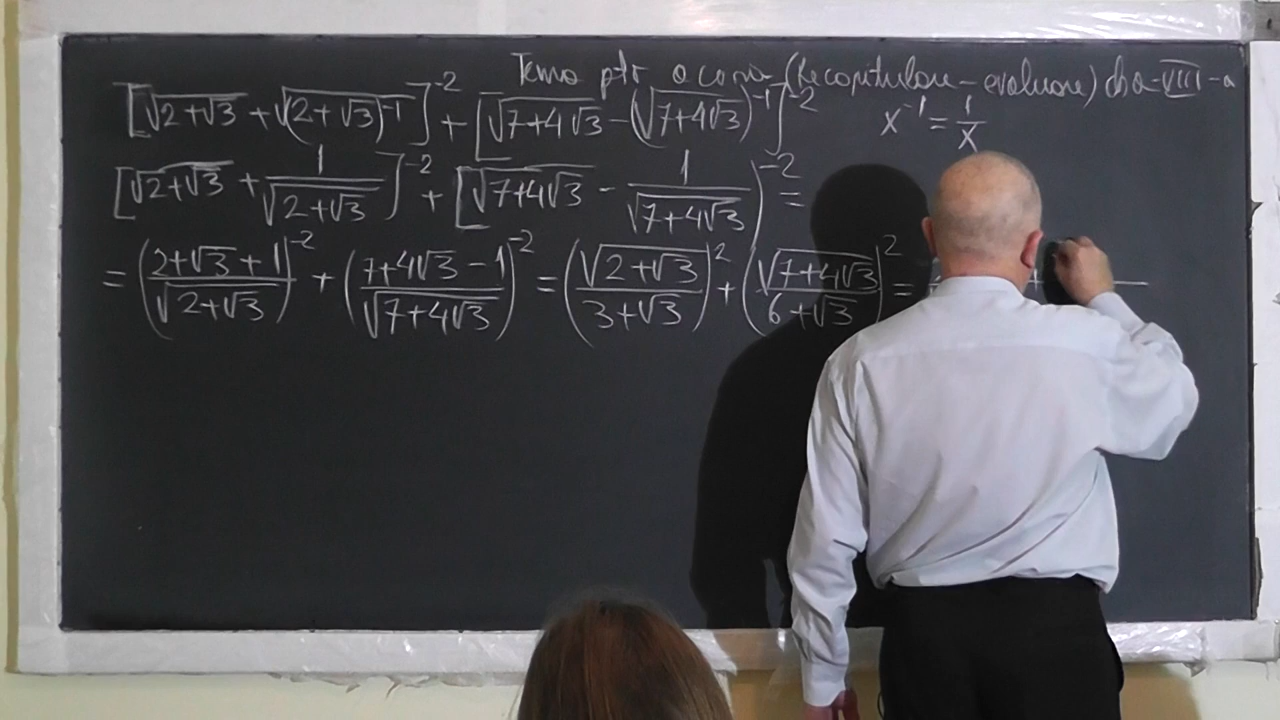 Temă ptr. acasă (Recapitulare - evaluare) cls a-VIII-a
[√(2+√3) + √(2+√3)⁻¹]⁻² + [√(7+4√3) - (√(7+4√3))⁻¹]⁻² x⁻¹ = 1/x
[√(2+√3) + 1/√(2+√3)]⁻² + [√(7+4√3) - 1/√(7+4√3))⁻² =
= ((2+√3+1)/√(2+√3))⁻² + ((7+4√3-1)/√(7+4√3))⁻² = (√(2+√3)/(3+√3))² + (√(7+4√3)/(6+√3))² =